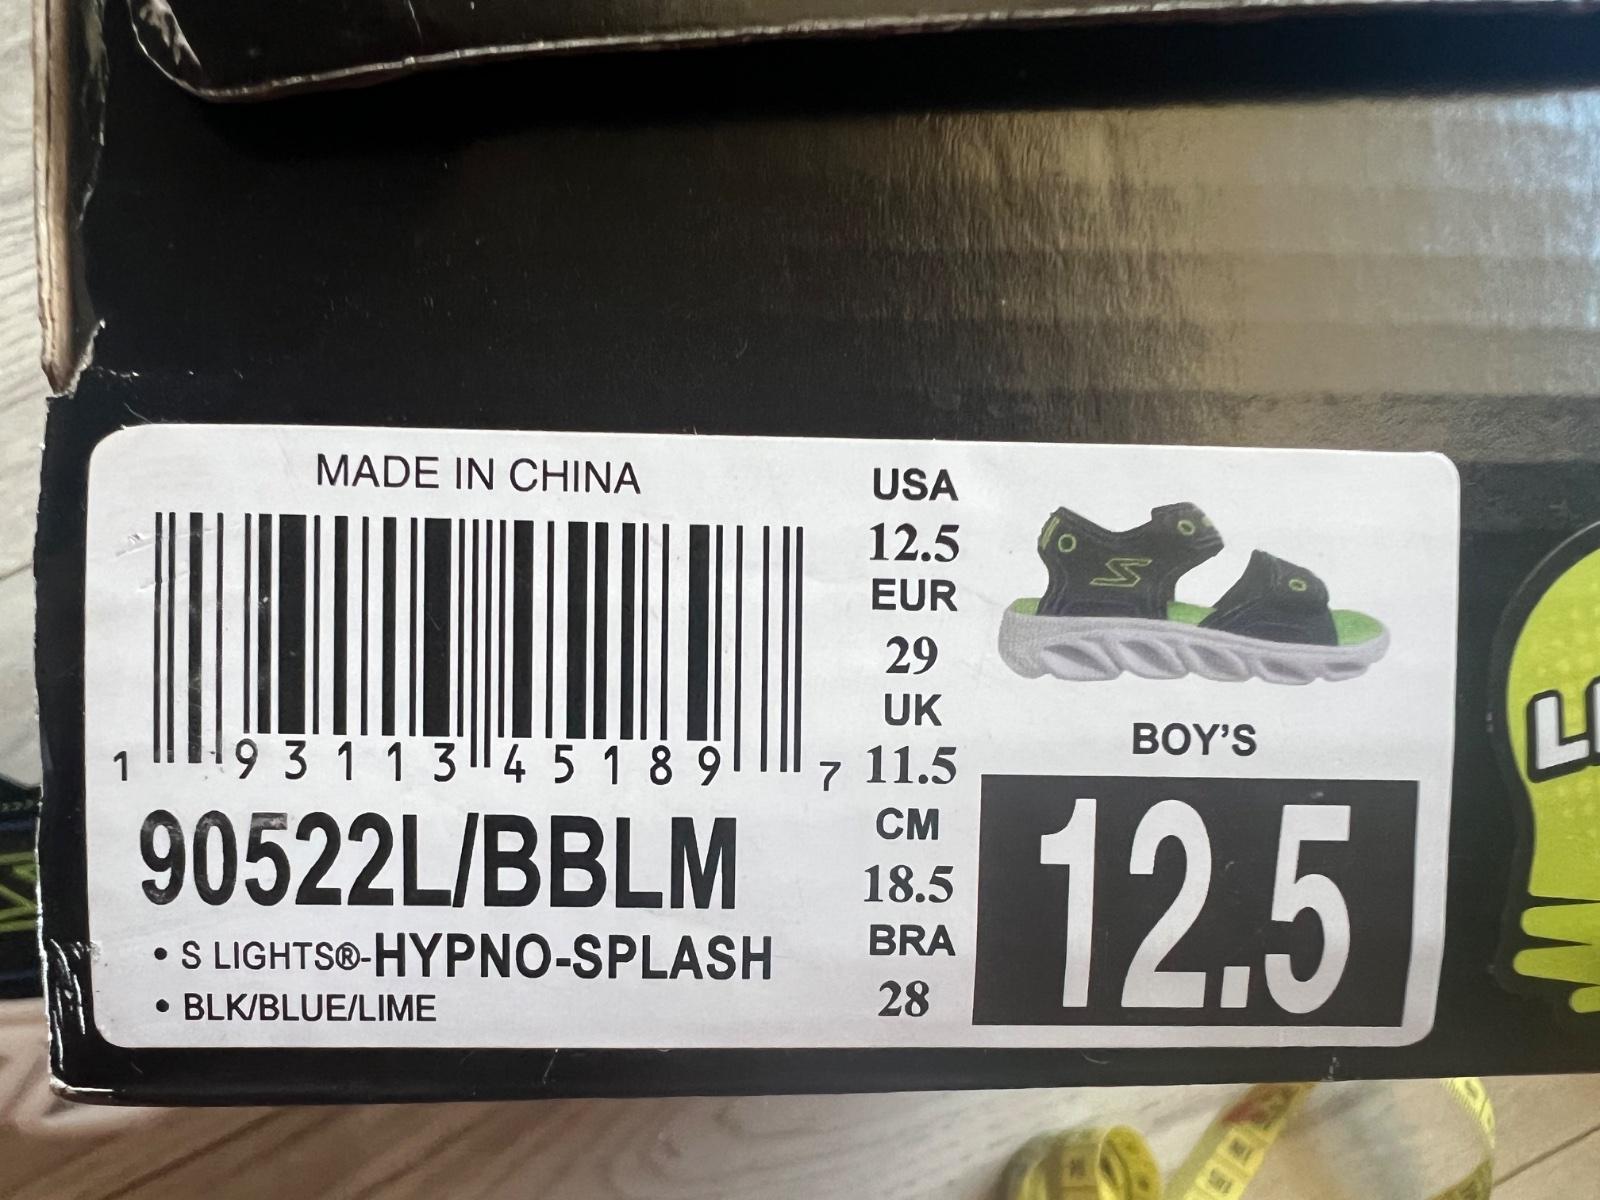 MADE IN CHINA
1 93113 45189 7
90522L/BBLM
• S LIGHTS®-HYPNO-SPLASH
• BLK/BLUE/LIME
USA
12.5
EUR
29
UK
11.5
CM
18.5
BRA
28
BOY'S
12.5